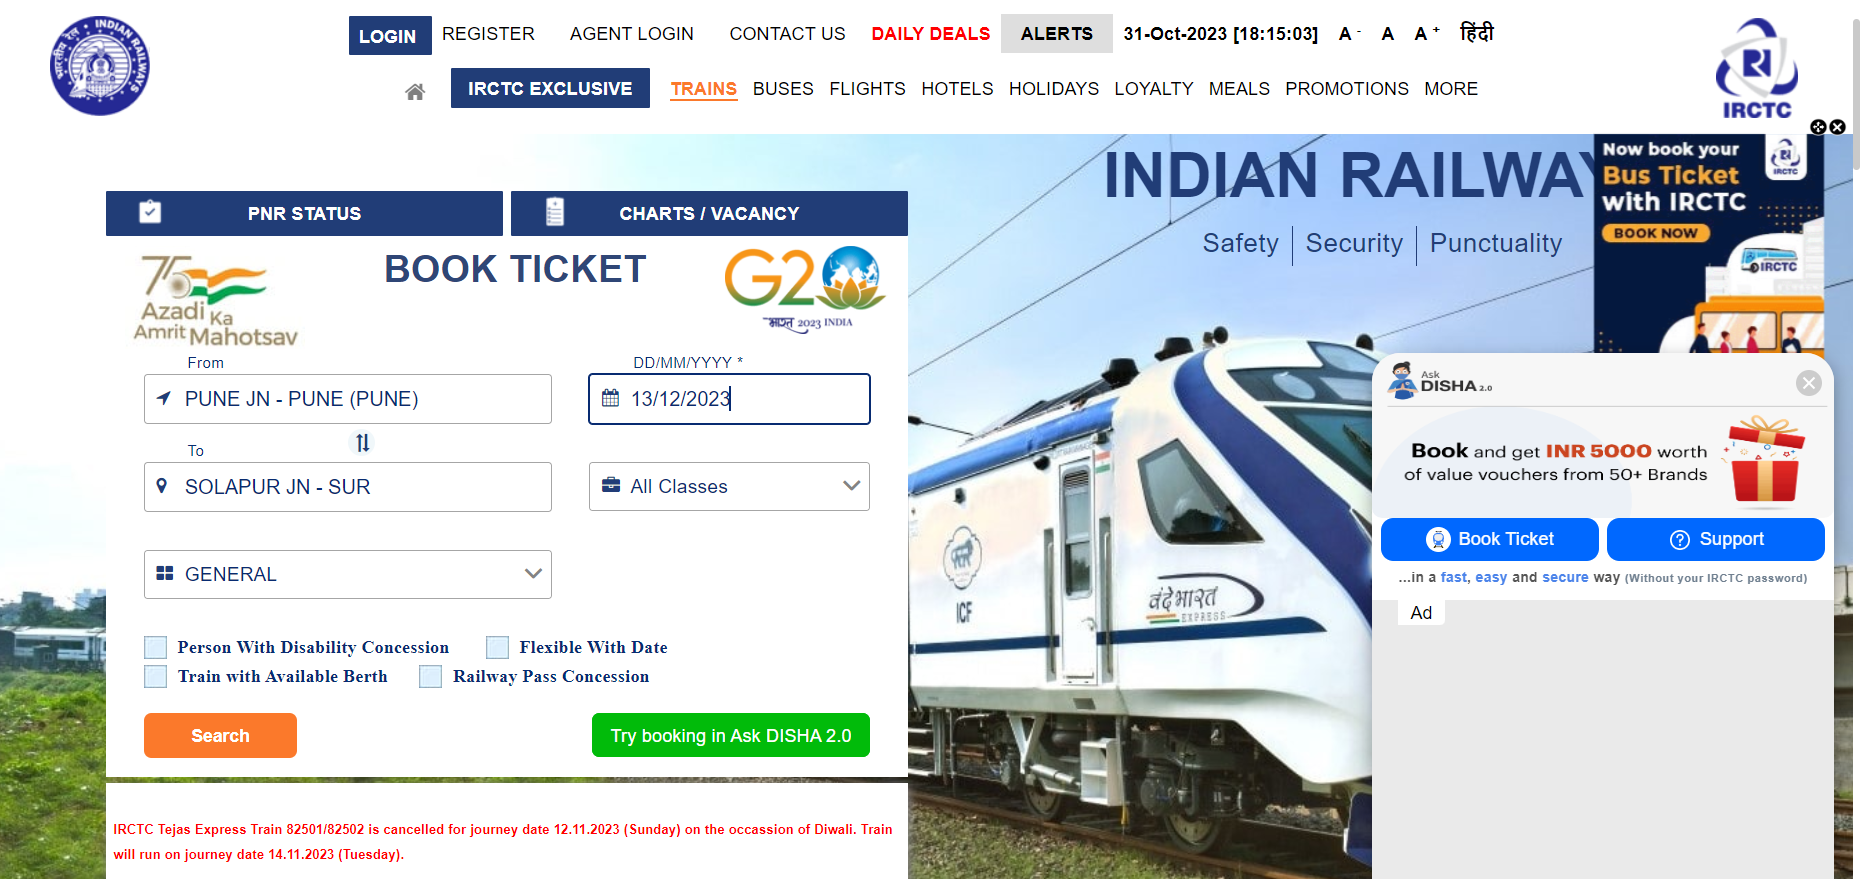 LOGIN REGISTER AGENT LOGIN CONTACT US DAILY DEALS ALERTS 31-Oct-2023 [18:15:03] A - A A + हिंदी
IRCTC EXCLUSIVE TRAINS BUSES FLIGHTS HOTELS HOLIDAYS LOYALTY MEALS PROMOTIONS MORE
भारतीय रेल INDIAN RAILWAYS
IRCTC
INDIAN RAILWAY
Safety | Security | Punctuality
Now book your
Bus Ticket
with IRCTC
BOOK NOW
IRCTC
IRCTC
PNR STATUS
CHARTS / VACANCY
75
Azadi Ka
Amrit Mahotsav
BOOK TICKET
G20
भारत 2023 INDIA
From
PUNE JN - PUNE (PUNE)
DD/MM/YYYY *
13/12/2023
To
SOLAPUR JN - SUR
All Classes
GENERAL
Person With Disability Concession
Flexible With Date
Train with Available Berth
Railway Pass Concession
Search
Try booking in Ask DISHA 2.0
IRCTC Tejas Express Train 82501/82502 is cancelled for journey date 12.11.2023 (Sunday) on the occassion of Diwali. Train
will run on journey date 14.11.2023 (Tuesday).
ICF
वंदे भारत
EXPRESS
Ask
DISHA 2.0
Book and get INR 5000 worth
of value vouchers from 50+ Brands
Book Ticket
Support
...in a fast, easy and secure way (Without your IRCTC password)
Ad